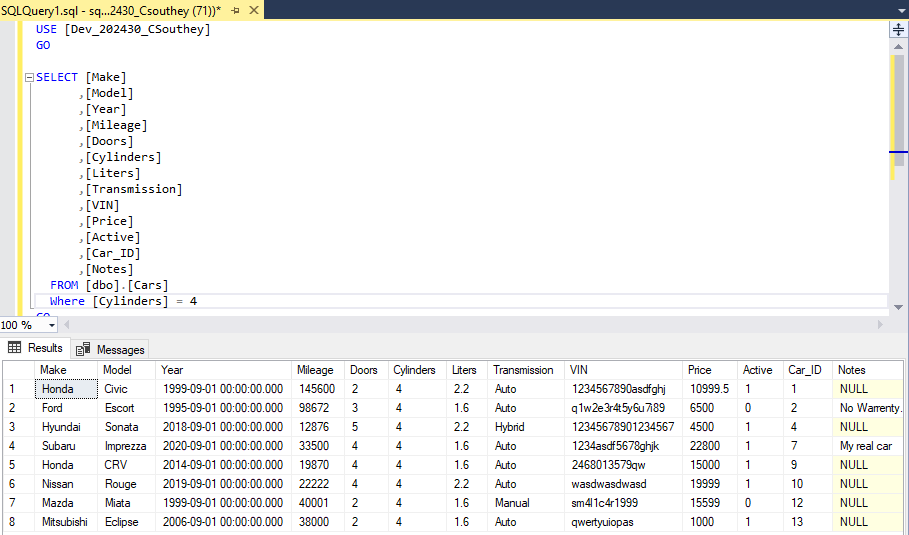 SQLQuery1.sql - sq...2430_Csouthey (71))*
USE [Dev_202430_CSouthey]
GO
SELECT [Make]
,[Model]
,[Year]
,[Mileage]
,[Doors]
,[Cylinders]
,[Liters]
,[Transmission]
,[VIN]
,[Price]
,[Active]
,[Car_ID]
,[Notes]
FROM [dbo].[Cars]
Where [Cylinders] = 4
GO
100 %
Results Messages
Make Model Year Mileage Doors Cylinders Liters Transmission VIN Price Active Car_ID Notes
1 Honda Civic 1999-09-01 00:00:00.000 145600 2 4 2.2 Auto 1234567890asdfghj 10999.5 1 1 NULL
2 Ford Escort 1995-09-01 00:00:00.000 98672 3 4 1.6 Auto q1w2e3r4t5y6u7i89 6500 0 2 No Warrenty.
3 Hyundai Sonata 2018-09-01 00:00:00.000 12876 5 4 2.2 Hybrid 12345678901234567 4500 1 4 NULL
4 Subaru Imprezza 2020-09-01 00:00:00.000 33500 4 4 1.6 Auto 1234asdf5678ghjk 22800 1 7 My real car
5 Honda CRV 2014-09-01 00:00:00.000 19870 4 4 1.6 Auto 2468013579qw 15000 1 9 NULL
6 Nissan Rouge 2019-09-01 00:00:00.000 22222 4 4 2.2 Auto wasdwasdwasd 19999 1 10 NULL
7 Mazda Miata 1999-09-01 00:00:00.000 40001 2 4 1.6 Manual sm4l1c4r1999 15599 0 12 NULL
8 Mitsubishi Eclipse 2006-09-01 00:00:00.000 38000 2 4 1.6 Auto qwertyuiopas 1000 1 13 NULL